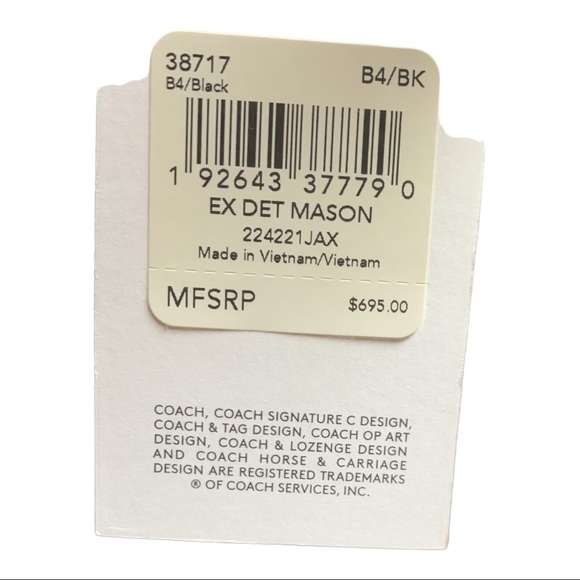 38717 B4/BK
B4/Black
1 92643 37779 0
EX DET MASON
224221JAX
Made in Vietnam/Vietnam
MFSRP $695.00
COACH, COACH SIGNATURE C DESIGN,
COACH & TAG DESIGN, COACH OP ART
DESIGN, COACH & LOZENGE DESIGN
AND COACH HORSE & CARRIAGE
DESIGN ARE REGISTERED TRADEMARKS
® OF COACH SERVICES, INC.